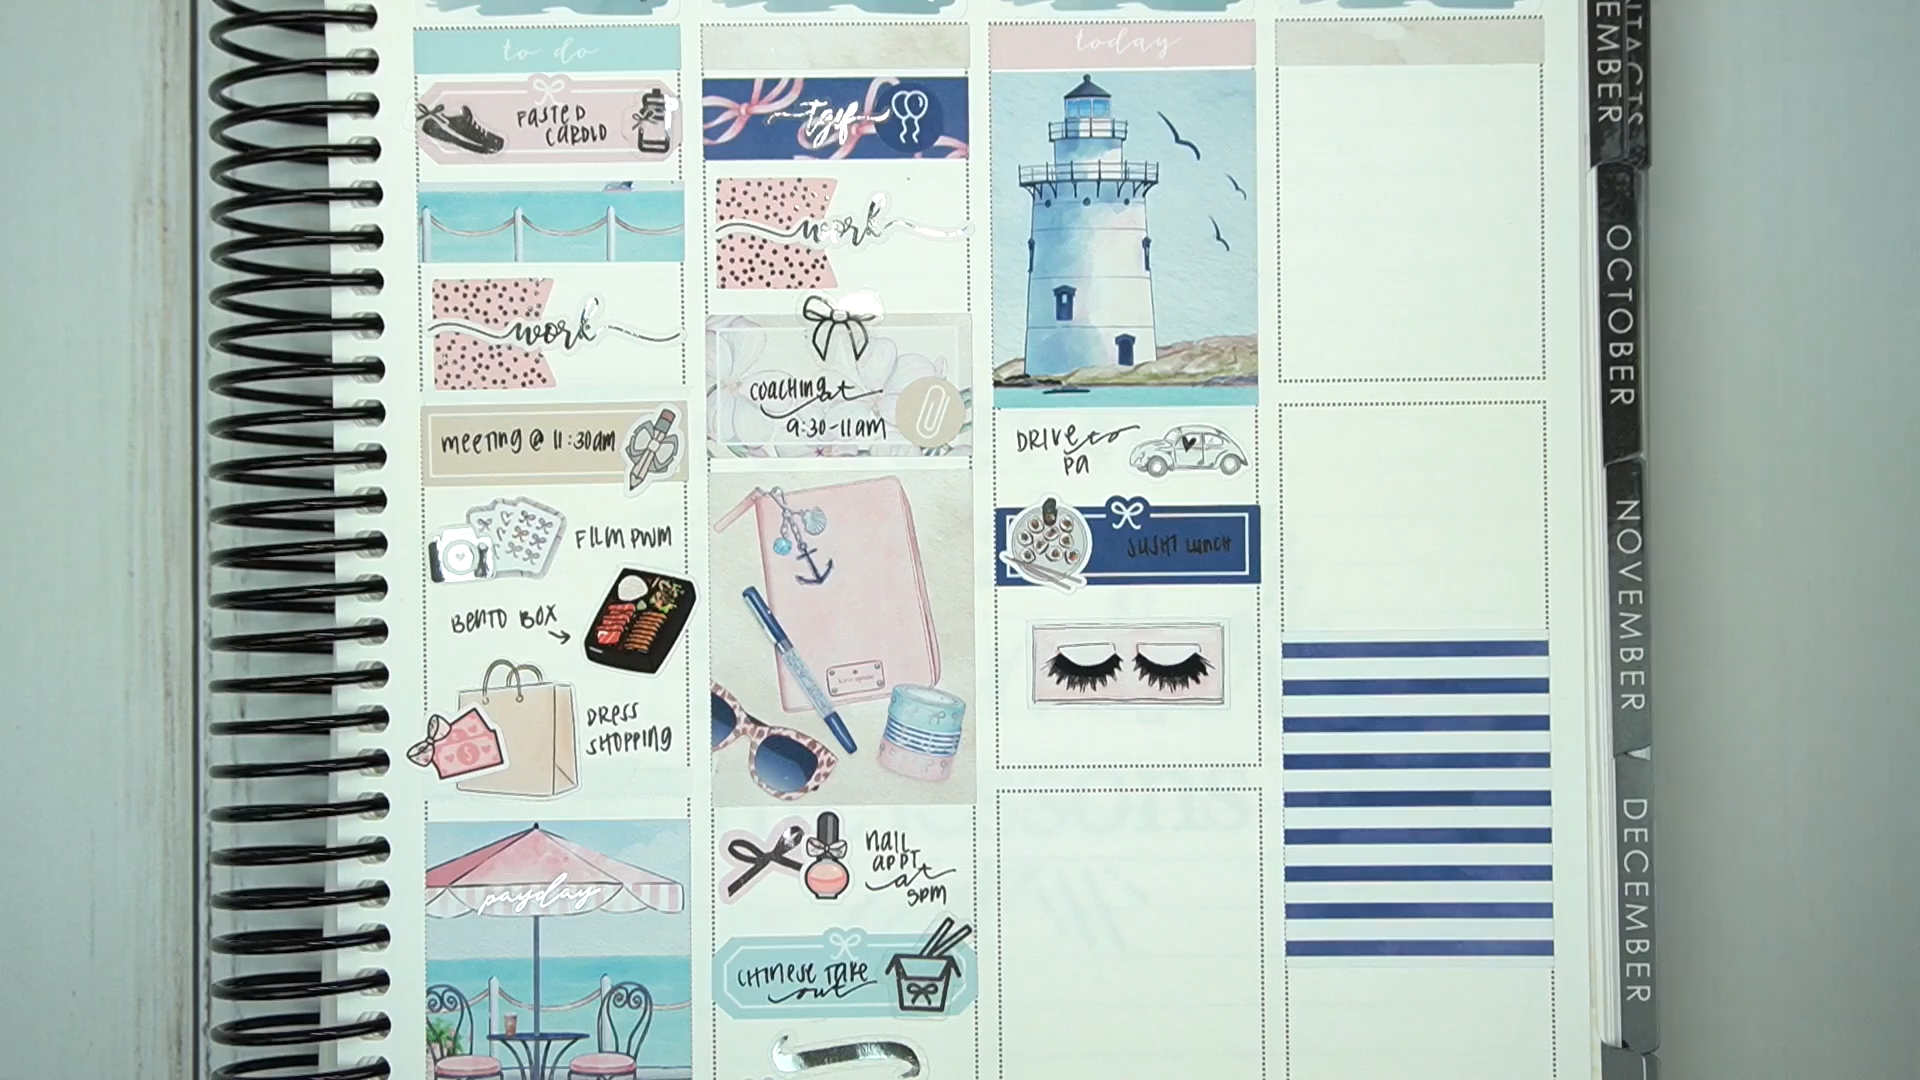 to do
FASTED
CARDIO
work
meeting @ 11:30am
FILM PWM
BENTO BOX
DRESS
SHOPPING
payday
tgif
work
COACHING at
9:30-11am
NAIL
APPT
at
5pm
CHINESE TAKE
out
today
DRIVE to
PA
SUSHI LUNCH
OCTOBER
NOVEMBER
DECEMBER